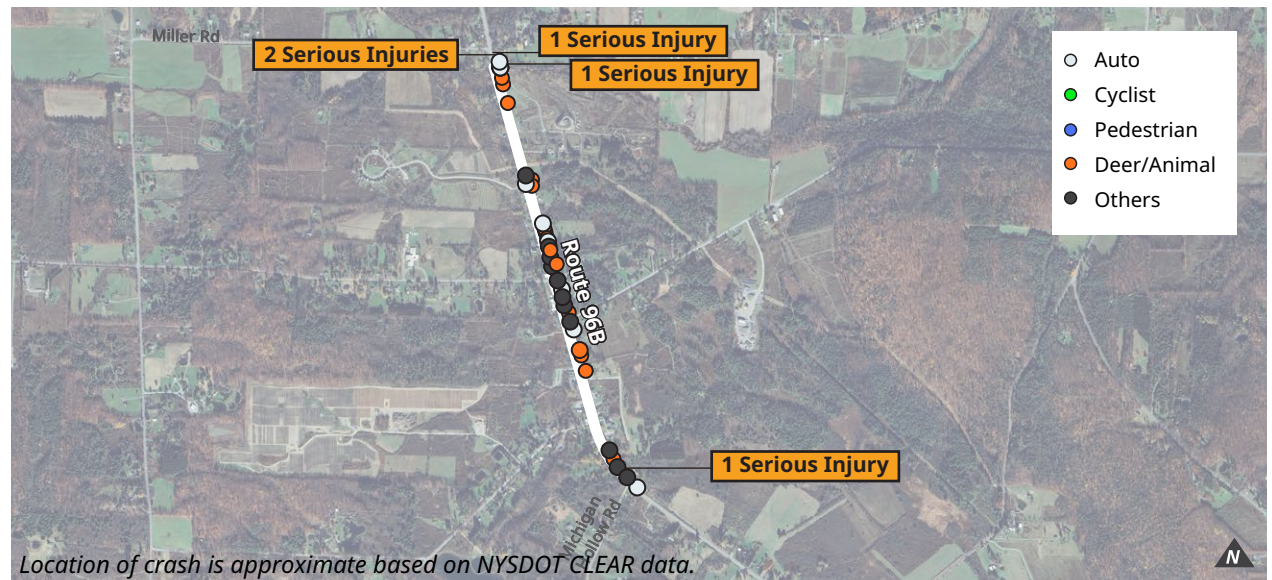 Miller Rd
2 Serious Injuries
1 Serious Injury
1 Serious Injury
Auto
Cyclist
Pedestrian
Deer/Animal
Others
Route 96B
1 Serious Injury
Michigan
Hollow Rd
Location of crash is approximate based on NYSDOT CLEAR data.
N